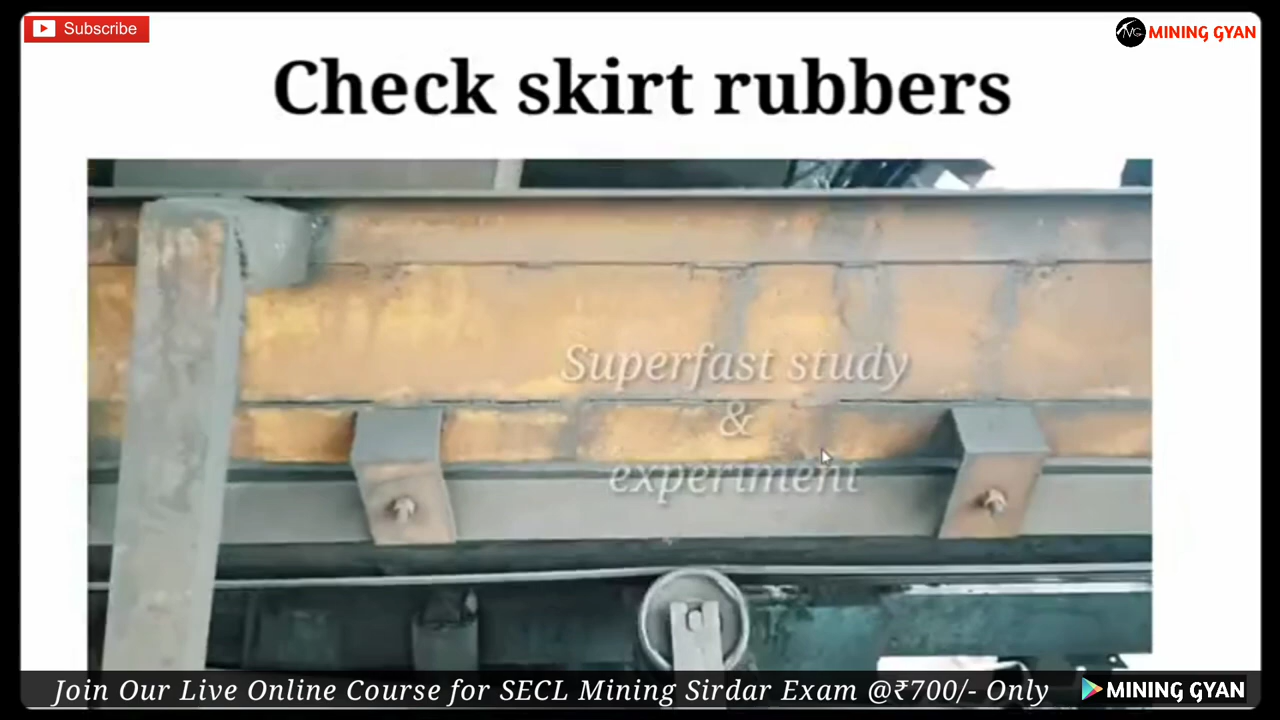 Subscribe
MINING GYAN
Check skirt rubbers
Superfast study
&
experiment
Join Our Live Online Course for SECL Mining Sirdar Exam @₹700/- Only
MINING GYAN